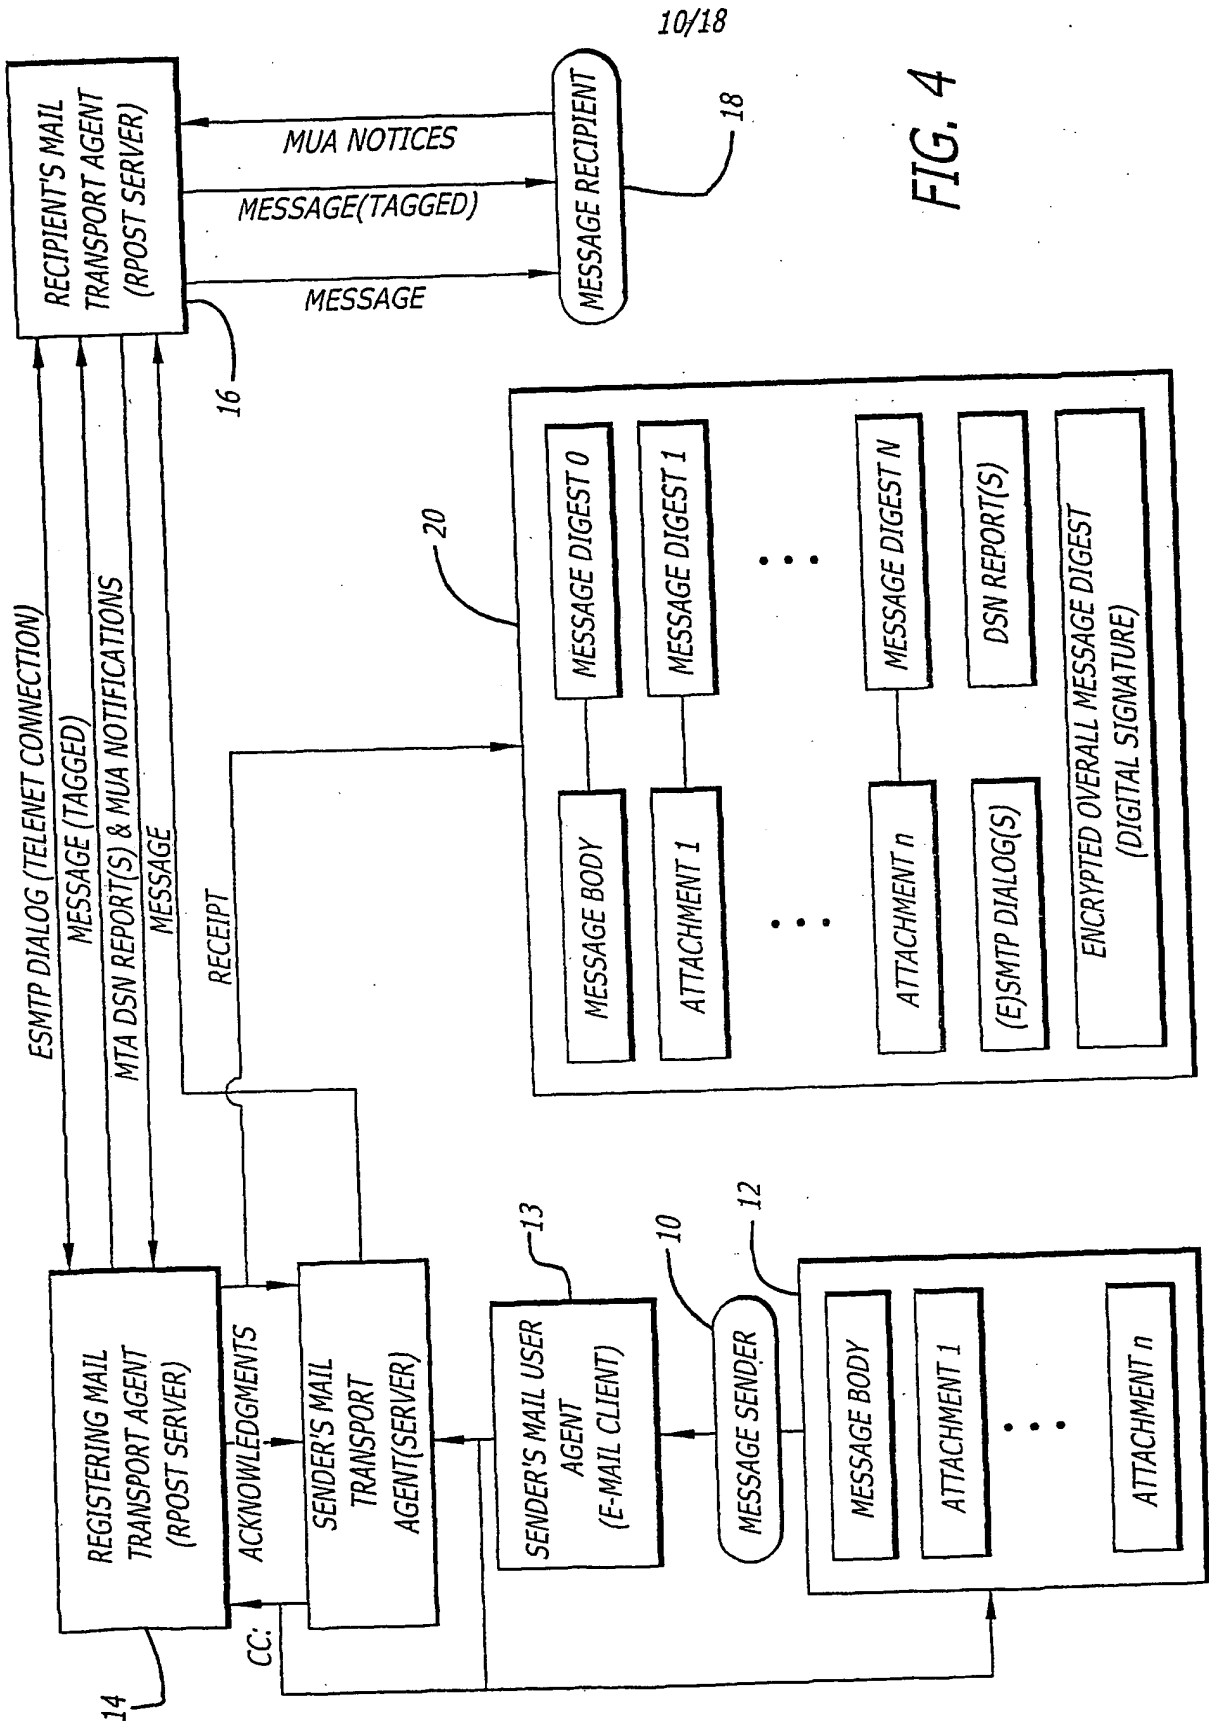 10/18
REGISTERING MAIL
TRANSPORT AGENT
(RPOST SERVER)
14
CC:
ACKNOWLEDGMENTS
SENDER'S MAIL
TRANSPORT
AGENT(SERVER)
SENDER'S MAIL USER
AGENT
(E-MAIL CLIENT)
13
MESSAGE SENDER
10
12
MESSAGE BODY
ATTACHMENT 1
ATTACHMENT n
ESMTP DIALOG (TELENET CONNECTION)
MESSAGE (TAGGED)
MTA DSN REPORT(S) & MUA NOTIFICATIONS
MESSAGE
RECEIPT
20
MESSAGE BODY
MESSAGE DIGEST 0
ATTACHMENT 1
MESSAGE DIGEST 1
ATTACHMENT n
MESSAGE DIGEST N
(E)SMTP DIALOG(S)
DSN REPORT(S)
ENCRYPTED OVERALL MESSAGE DIGEST
(DIGITAL SIGNATURE)
RECIPIENT'S MAIL
TRANSPORT AGENT
(RPOST SERVER)
16
MESSAGE
MESSAGE(TAGGED)
MUA NOTICES
MESSAGE RECIPIENT
18
FIG. 4